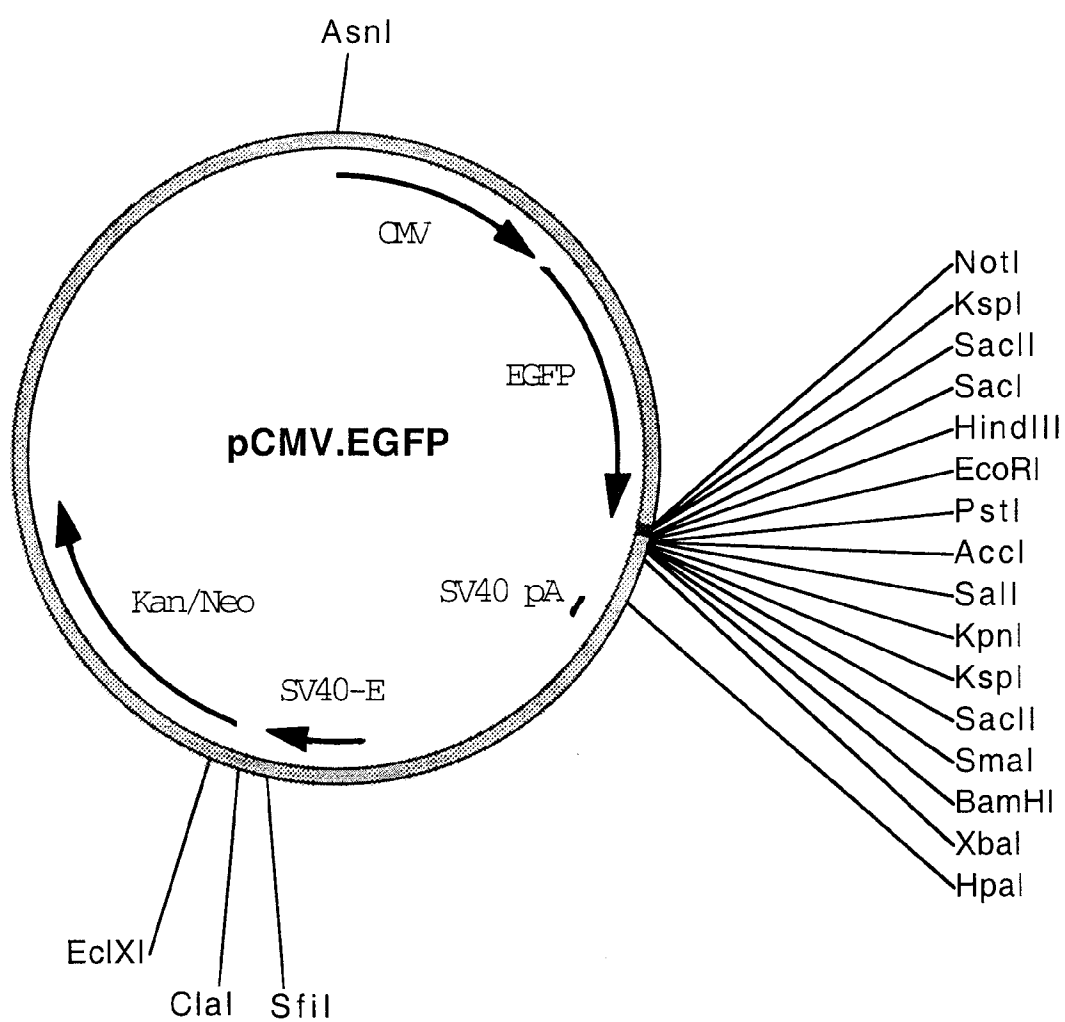 AsnI
CMV
NotI
KspI
SacII
EGFP
SacI
HindIII
pCMV.EGFP
EcoRI
PstI
AccI
SV40 pA
SalI
Kan/Neo
KpnI
KspI
SV40-E
SacII
SmaI
BamHI
XbaI
HpaI
EclXI
ClaI
SfiI